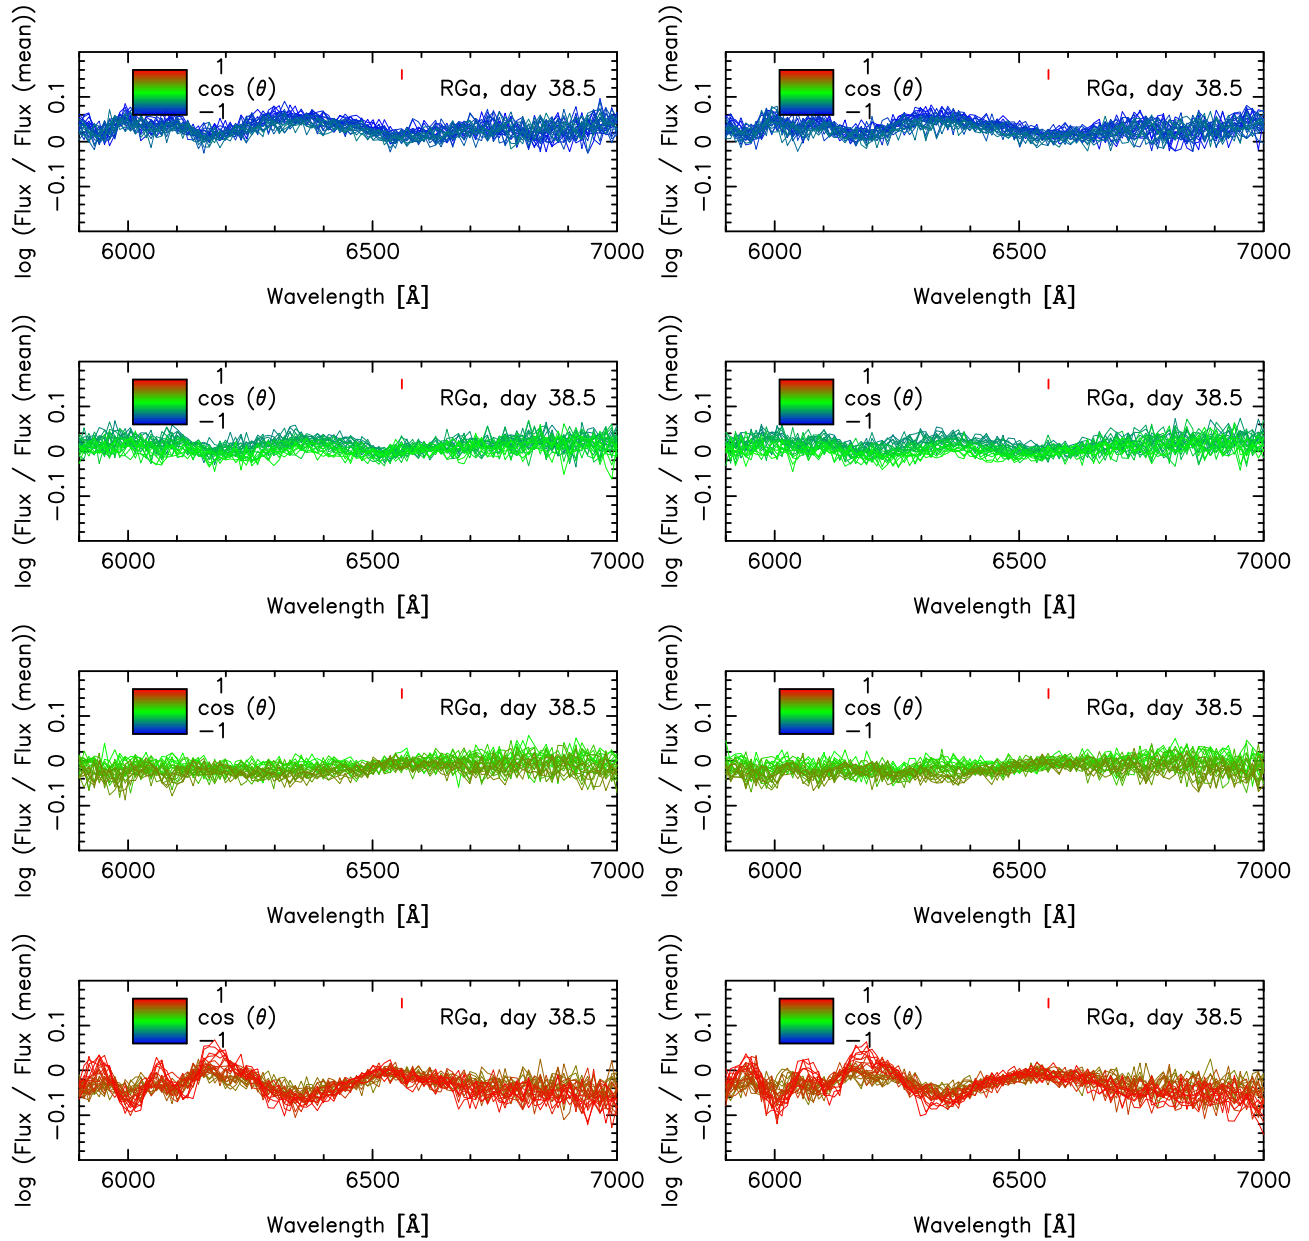 log (Flux / Flux (mean))
0.1
0
−0.1
1
cos (θ)
−1
RGa, day 38.5
6000
6500
7000
Wavelength [Å]
log (Flux / Flux (mean))
0.1
0
−0.1
1
cos (θ)
−1
RGa, day 38.5
6000
6500
7000
Wavelength [Å]
log (Flux / Flux (mean))
0.1
0
−0.1
1
cos (θ)
−1
RGa, day 38.5
6000
6500
7000
Wavelength [Å]
log (Flux / Flux (mean))
0.1
0
−0.1
1
cos (θ)
−1
RGa, day 38.5
6000
6500
7000
Wavelength [Å]
log (Flux / Flux (mean))
0.1
0
−0.1
1
cos (θ)
−1
RGa, day 38.5
6000
6500
7000
Wavelength [Å]
log (Flux / Flux (mean))
0.1
0
−0.1
1
cos (θ)
−1
RGa, day 38.5
6000
6500
7000
Wavelength [Å]
log (Flux / Flux (mean))
0.1
0
−0.1
1
cos (θ)
−1
RGa, day 38.5
6000
6500
7000
Wavelength [Å]
log (Flux / Flux (mean))
0.1
0
−0.1
1
cos (θ)
−1
RGa, day 38.5
6000
6500
7000
Wavelength [Å]